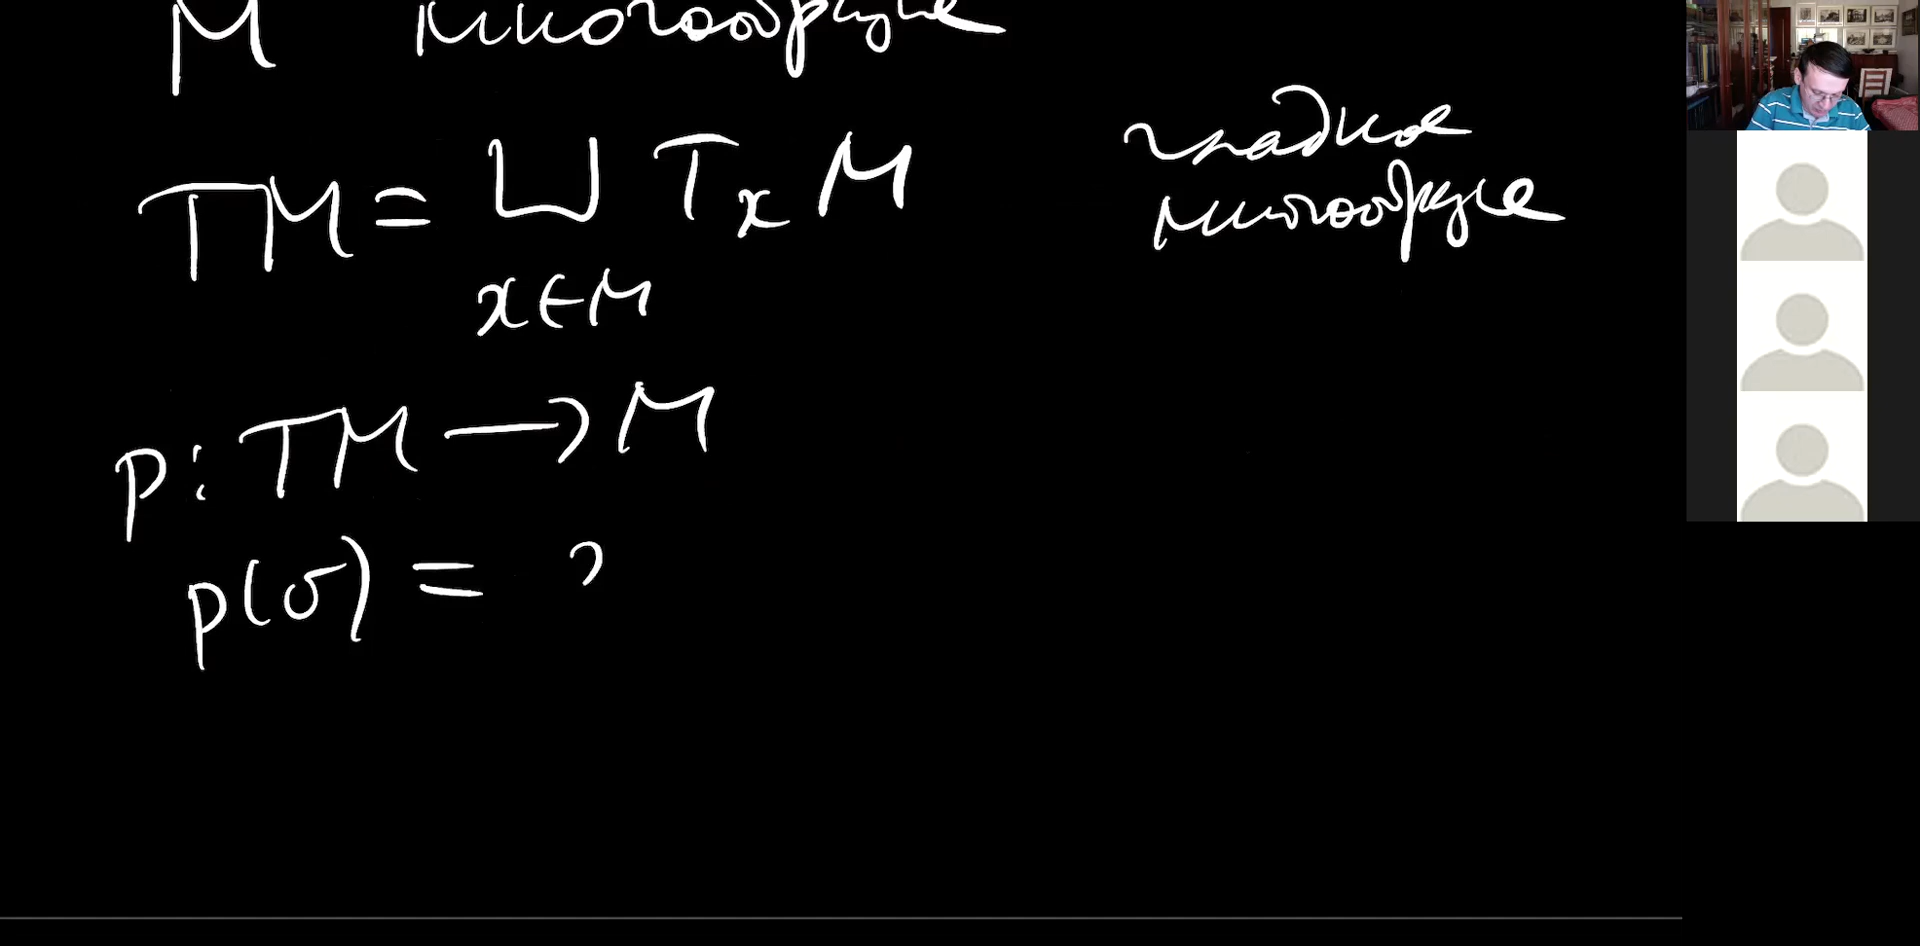 M многообразие
TM = ⊔ TₓM
x∈M
гладкое
многообразие
p: TM → M
p(v) =